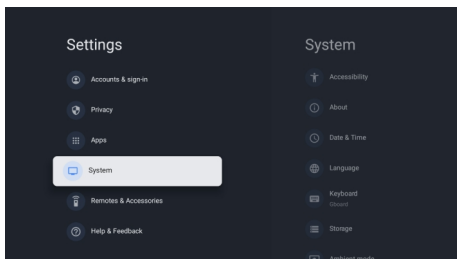 Settings
Accounts & sign-in
Privacy
Apps
System
Remotes & Accessories
Help & Feedback
System
Accessibility
About
Date & Time
Language
Keyboard
Gboard
Storage
Ambient mode